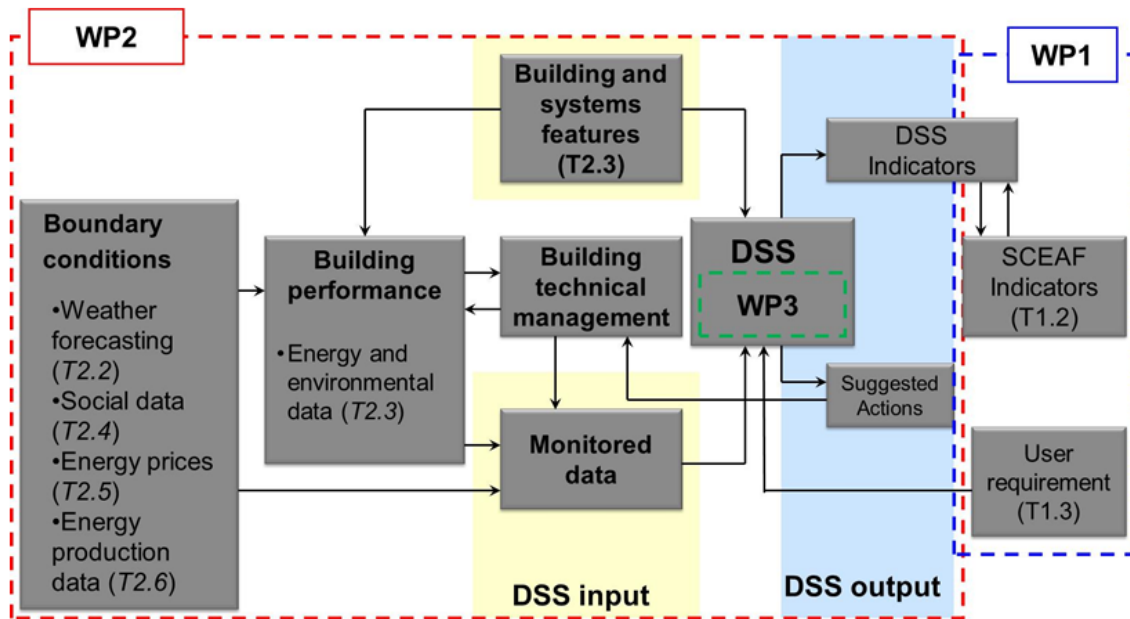 WP2
WP1
Building and
systems
features
(T2.3)
DSS
Indicators
Boundary
conditions
•Weather
forecasting
(T2.2)
•Social data
(T2.4)
•Energy prices
(T2.5)
•Energy
production
data (T2.6)
Building
performance
•Energy and
environmental
data (T2.3)
Building
technical
management
DSS
WP3
SCEAF
Indicators
(T1.2)
Suggested
Actions
Monitored
data
User
requirement
(T1.3)
DSS input
DSS output